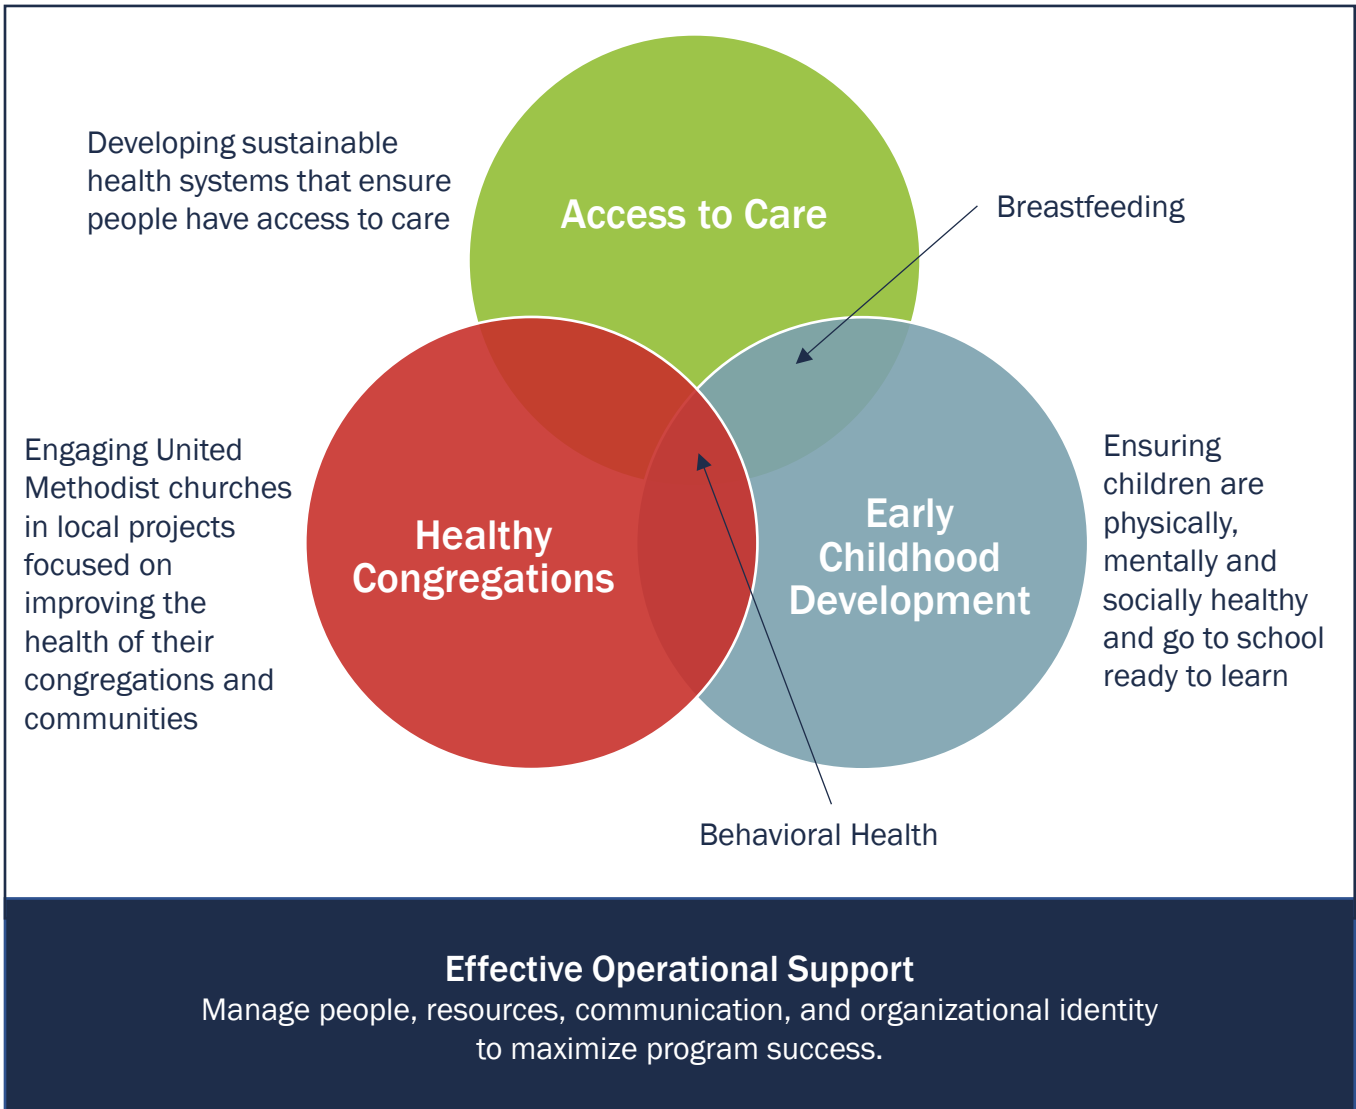 Developing sustainable
health systems that ensure
people have access to care
Access to Care
Breastfeeding
Engaging United
Methodist churches
in local projects
focused on
improving the
health of their
congregations and
communities
Healthy
Congregations
Early
Childhood
Development
Ensuring
children are
physically,
mentally and
socially healthy
and go to school
ready to learn
Behavioral Health
Effective Operational Support
Manage people, resources, communication, and organizational identity
to maximize program success.